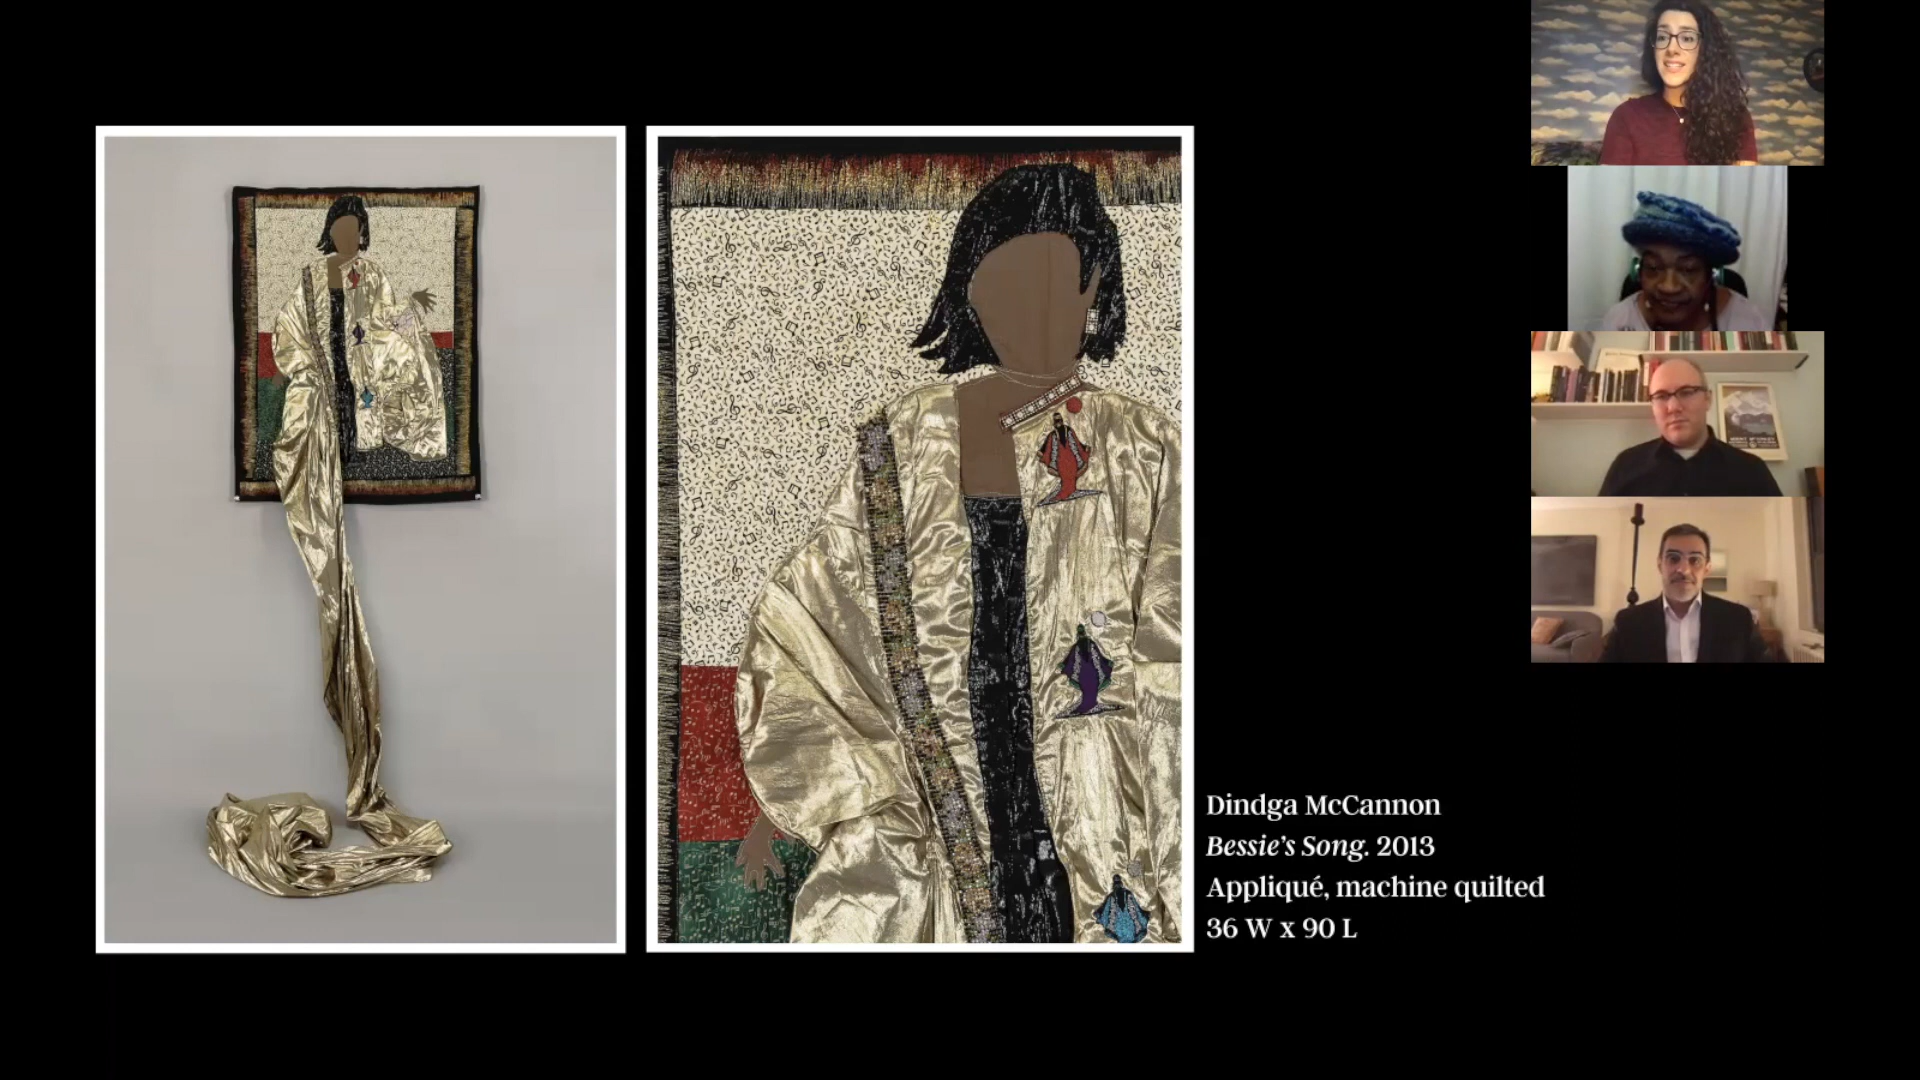 Dindga McCannon
Bessie's Song. 2013
Appliqué, machine quilted
36 W x 90 L